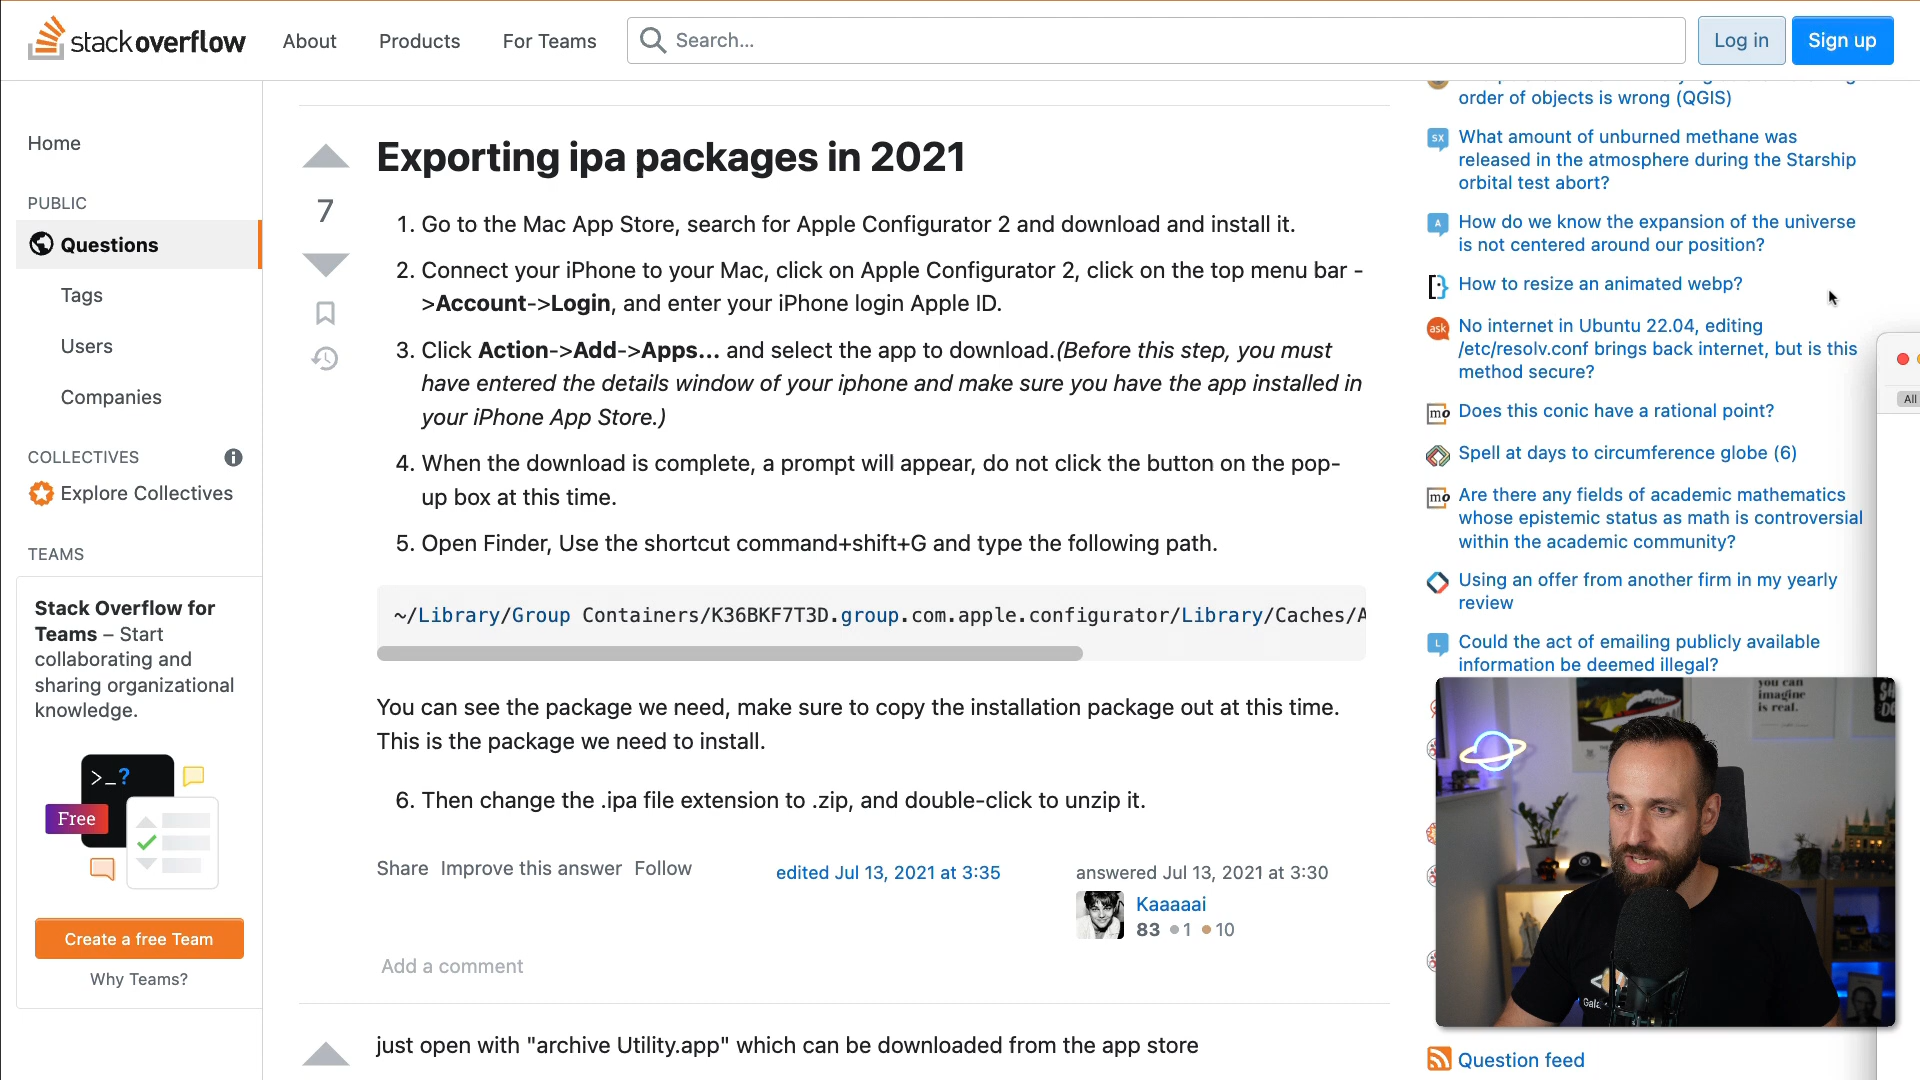 stackoverflow
About
Products
For Teams
Search...
Log in
Sign up
Home
PUBLIC
Questions
Tags
Users
Companies
COLLECTIVES
Explore Collectives
TEAMS
Stack Overflow for
Teams – Start
collaborating and
sharing organizational
knowledge.
>_?
Free
Create a free Team
Why Teams?
7
Exporting ipa packages in 2021
1. Go to the Mac App Store, search for Apple Configurator 2 and download and install it.
2. Connect your iPhone to your Mac, click on Apple Configurator 2, click on the top menu bar -
>Account->Login, and enter your iPhone login Apple ID.
3. Click Action->Add->Apps... and select the app to download.(Before this step, you must
have entered the details window of your iphone and make sure you have the app installed in
your iPhone App Store.)
4. When the download is complete, a prompt will appear, do not click the button on the pop-
up box at this time.
5. Open Finder, Use the shortcut command+shift+G and type the following path.
~/Library/Group Containers/K36BKF7T3D.group.com.apple.configurator/Library/Caches/A
You can see the package we need, make sure to copy the installation package out at this time.
This is the package we need to install.
6. Then change the .ipa file extension to .zip, and double-click to unzip it.
Share Improve this answer Follow
edited Jul 13, 2021 at 3:35
answered Jul 13, 2021 at 3:30
Kaaaaai
83 1 10
Add a comment
just open with "archive Utility.app" which can be downloaded from the app store
order of objects is wrong (QGIS)
SX
What amount of unburned methane was
released in the atmosphere during the Starship
orbital test abort?
A
How do we know the expansion of the universe
is not centered around our position?
How to resize an animated webp?
ask
No internet in Ubuntu 22.04, editing
/etc/resolv.conf brings back internet, but is this
method secure?
mo
Does this conic have a rational point?
Spell at days to circumference globe (6)
mo
Are there any fields of academic mathematics
whose epistemic status as math is controversial
within the academic community?
Using an offer from another firm in my yearly
review
L
Could the act of emailing publicly available
information be deemed illegal?
All
you can
imagine
is real.
Question feed